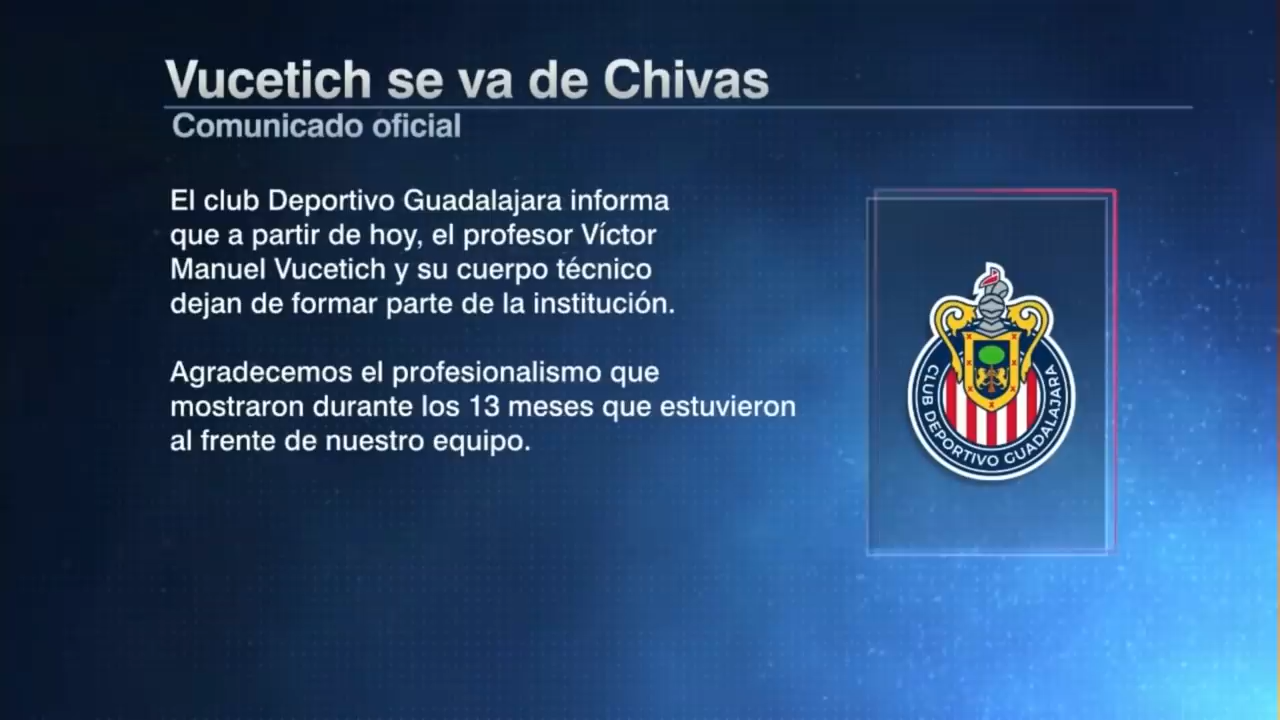 Vucetich se va de Chivas
Comunicado oficial
El club Deportivo Guadalajara informa
que a partir de hoy, el profesor Víctor
Manuel Vucetich y su cuerpo técnico
dejan de formar parte de la institución.
Agradecemos el profesionalismo que
mostraron durante los 13 meses que estuvieron
al frente de nuestro equipo.
CLUB DEPORTIVO GUADALAJARA